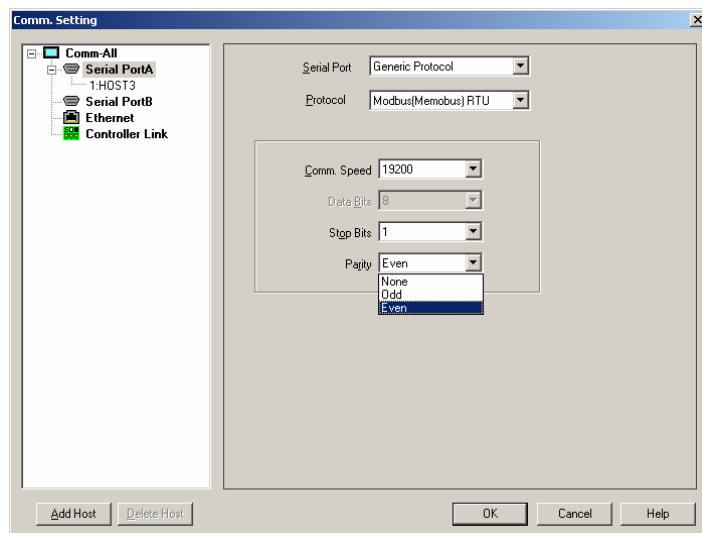 Comm. Setting
Comm-All
Serial PortA
1:HOST3
Serial PortB
Ethernet
Controller Link
Serial Port Generic Protocol
Protocol Modbus(Memobus) RTU
Comm. Speed 19200
Data Bits 8
Stop Bits 1
Parity Even
None
Odd
Even
Add Host Delete Host OK Cancel Help